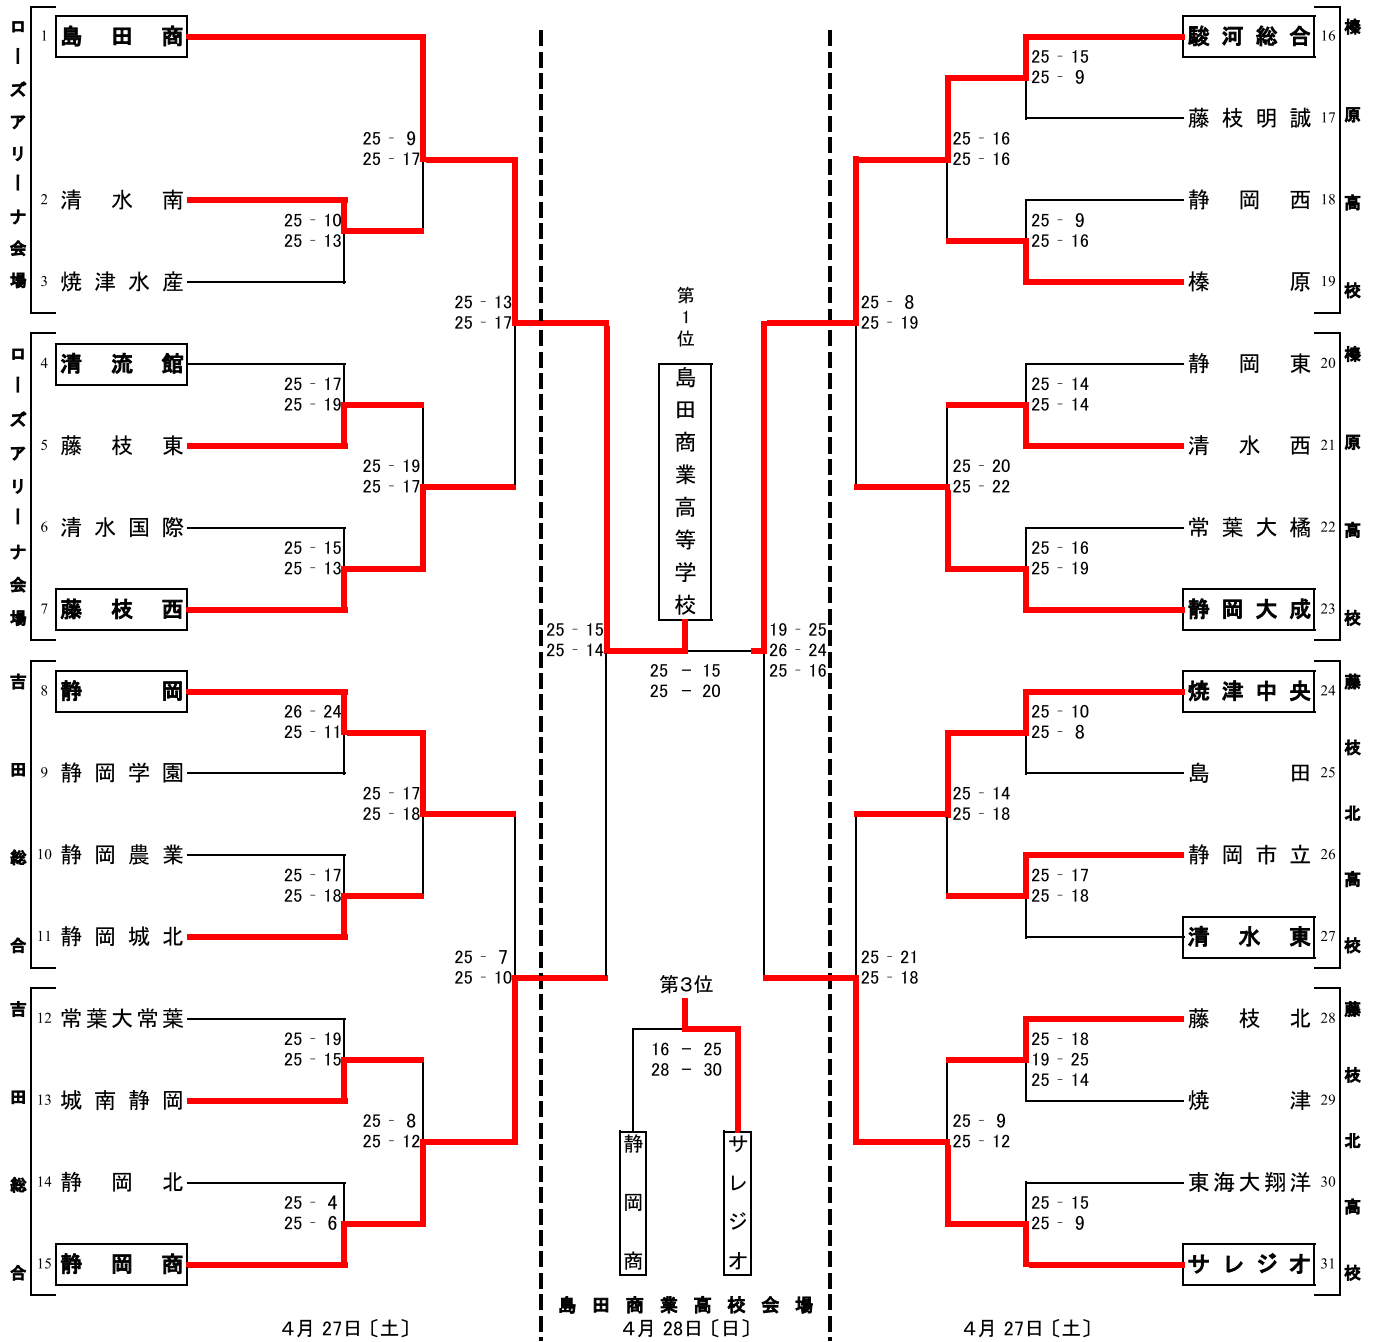 ローズアリーナ会場
1 島田商
2 清水南
3 焼津水産
25 - 9
25 - 17
25 - 10
25 - 13
25 - 13
25 - 17
ローズアリーナ会場
4 清流館
5 藤枝東
6 清水国際
7 藤枝西
25 - 17
25 - 19
25 - 19
25 - 17
25 - 15
25 - 13
25 - 15
25 - 14
吉田総合
8 静岡
9 静岡学園
10 静岡農業
11 静岡城北
26 - 24
25 - 11
25 - 17
25 - 18
25 - 17
25 - 18
25 - 7
25 - 10
吉田総合
12 常葉大常葉
13 城南静岡
14 静岡北
15 静岡商
25 - 19
25 - 15
25 - 8
25 - 12
25 - 4
25 - 6
4月 27日〔土〕
第1位
島田商業高等学校
25 - 15
25 - 20
第3位
16 - 25
28 - 30
静岡商
サレジオ
島田商業高校会場
4月 28日〔日〕
榛原高校
駿河総合 16
藤枝明誠 17
静岡西 18
榛原 19
25 - 15
25 - 9
25 - 16
25 - 16
25 - 9
25 - 16
25 - 8
25 - 19
榛原高校
静岡東 20
清水西 21
常葉大橘 22
静岡大成 23
25 - 14
25 - 14
25 - 20
25 - 22
25 - 16
25 - 19
19 - 25
26 - 24
25 - 16
藤枝北高校
焼津中央 24
島田 25
静岡市立 26
清水東 27
25 - 10
25 - 8
25 - 14
25 - 18
25 - 17
25 - 18
25 - 21
25 - 18
藤枝北高校
藤枝北 28
焼津 29
東海大翔洋 30
サレジオ 31
25 - 18
19 - 25
25 - 14
25 - 9
25 - 12
25 - 15
25 - 9
4月 27日〔土〕